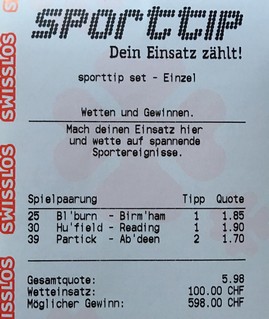 SPORTTIP
Dein Einsatz zählt!
sporttip set - Einzel
Wetten und Gewinnen.
Mach deinen Einsatz hier
und wette auf spannende
Sportereignisse.
Spielpaarung Tipp Quote
25 Bl'burn - Birm'ham 1 1.85
30 Hu'field - Reading 1 1.90
39 Partick - Ab'deen 2 1.70
Gesamtquote: 5.98
Wetteinsatz: 100.00 CHF
Möglicher Gewinn: 598.00 CHF
SWISSLOS
SWISSLOS
SWISSLOS